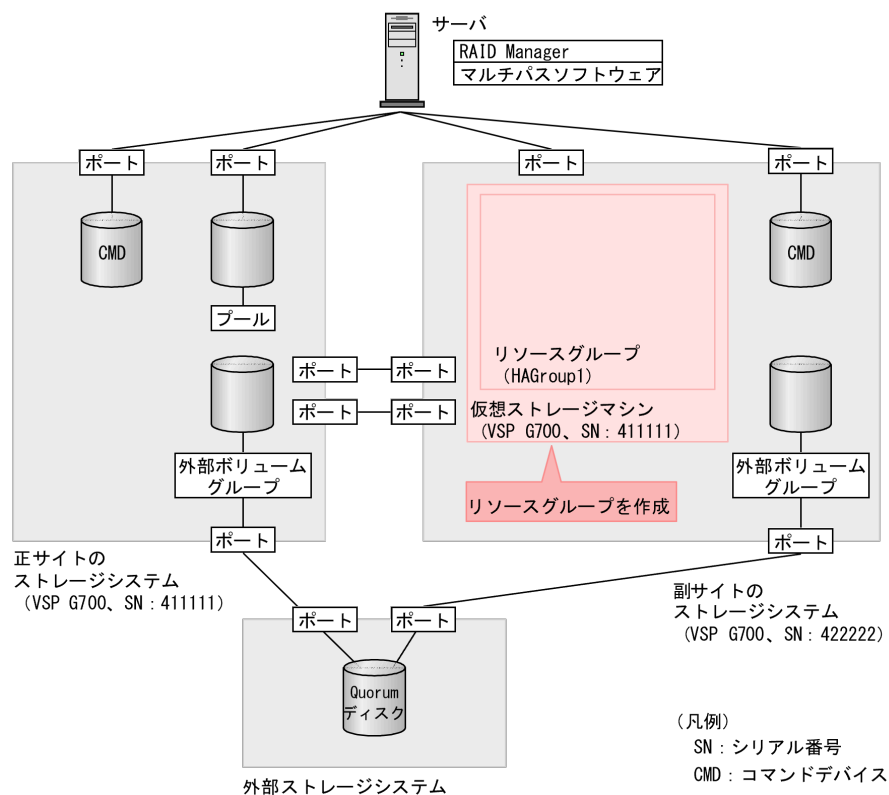 サーバ
RAID Manager
マルチパスソフトウェア
ポート
ポート
ポート
ポート
CMD
CMD
プール
リソースグループ
(HAGroup1)
ポート
ポート
ポート
ポート
仮想ストレージマシン
(VSP G700、SN:411111)
外部ボリューム
グループ
外部ボリューム
グループ
リソースグループを作成
ポート
ポート
正サイトの
ストレージシステム
(VSP G700、SN:411111)
副サイトの
ストレージシステム
(VSP G700、SN:422222)
ポート
ポート
Quorum
ディスク
外部ストレージシステム
(凡例)
SN:シリアル番号
CMD:コマンドデバイス